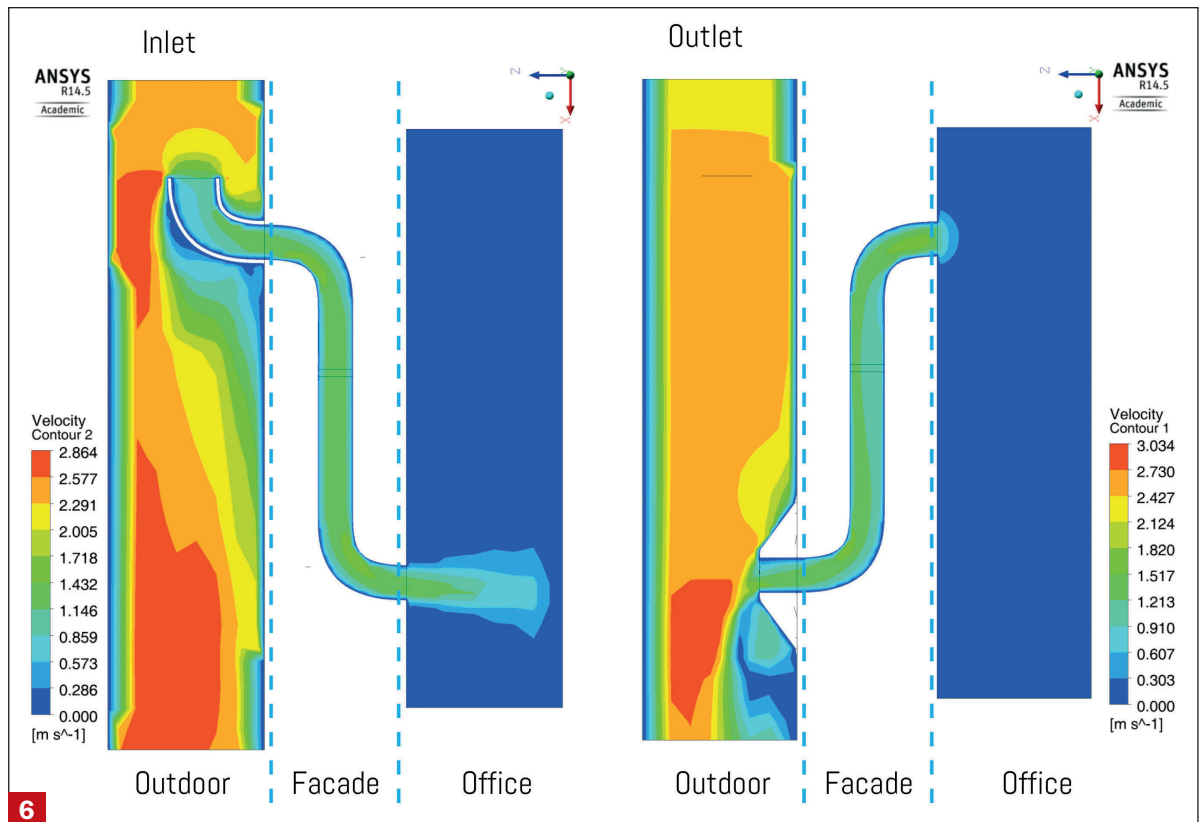 Inlet
Outlet
ANSYS
R14.5
Academic
Z
Y
X
Z
Y
X
ANSYS
R14.5
Academic
Velocity
Contour 2
2.864
2.577
2.291
2.005
1.718
1.432
1.146
0.859
0.573
0.286
0.000
[m s^-1]
Velocity
Contour 1
3.034
2.730
2.427
2.124
1.820
1.517
1.213
0.910
0.607
0.303
0.000
[m s^-1]
Outdoor
Facade
Office
Outdoor
Facade
Office
6